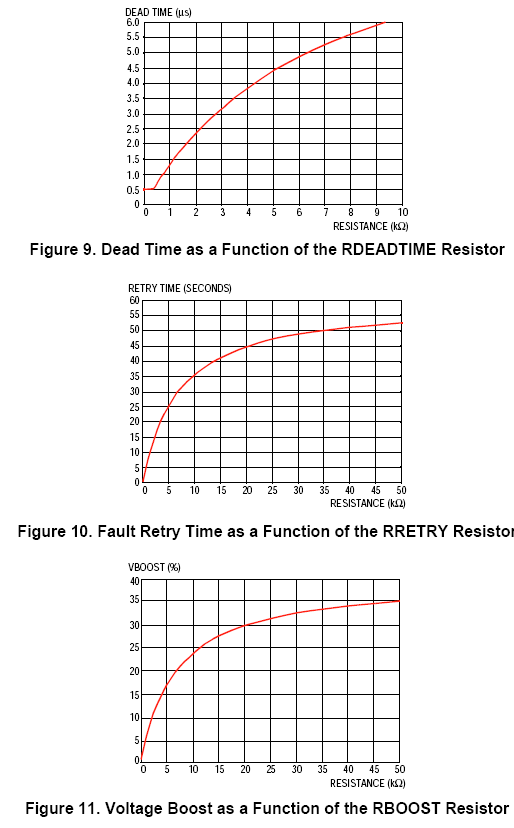 DEAD TIME (µs)
6.0
5.5
5.0
4.5
4.0
3.5
3.0
2.5
2.0
1.5
1.0
0.5
0
0 1 2 3 4 5 6 7 8 9 10
RESISTANCE (kΩ)
Figure 9. Dead Time as a Function of the RDEADTIME Resistor
RETRY TIME (SECONDS)
60
55
50
45
40
35
30
25
20
15
10
5
0
0 5 10 15 20 25 30 35 40 45 50
RESISTANCE (kΩ)
Figure 10. Fault Retry Time as a Function of the RRETRY Resistor
VBOOST (%)
40
35
30
25
20
15
10
5
0
0 5 10 15 20 25 30 35 40 45 50
RESISTANCE (kΩ)
Figure 11. Voltage Boost as a Function of the RBOOST Resistor